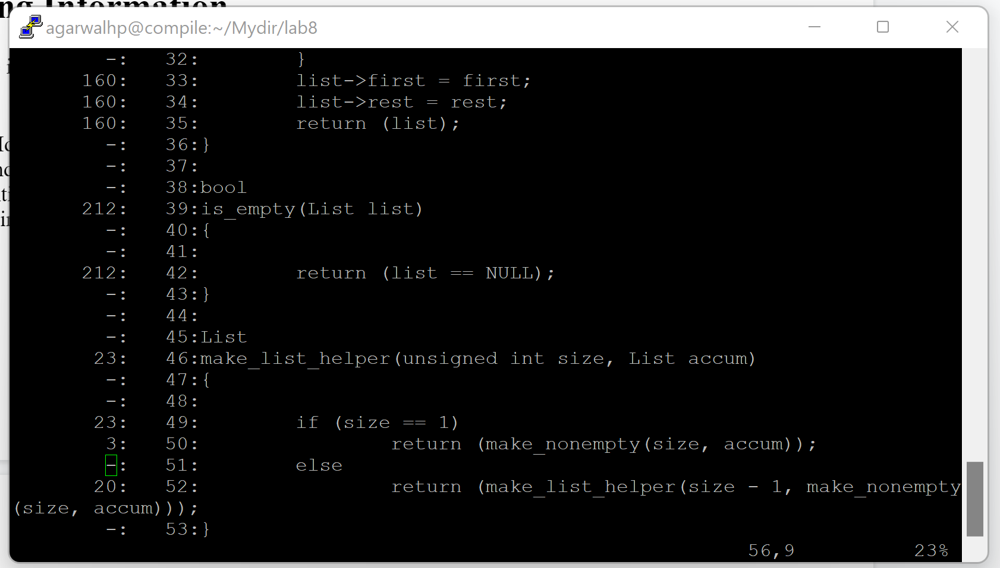 ng Information
agarwalhp@compile:~/Mydir/lab8
-:   32:        }
160:   33:        list->first = first;
160:   34:        list->rest = rest;
160:   35:        return (list);
-:   36:}
-:   37:
-:   38:bool
212:   39:is_empty(List list)
-:   40:{
-:   41:
212:   42:        return (list == NULL);
-:   43:}
-:   44:
-:   45:List
23:   46:make_list_helper(unsigned int size, List accum)
-:   47:{
-:   48:
23:   49:        if (size == 1)
3:   50:                return (make_nonempty(size, accum));
-:   51:        else
20:   52:                return (make_list_helper(size - 1, make_nonempty
(size, accum)));
-:   53:}
56,9          23%